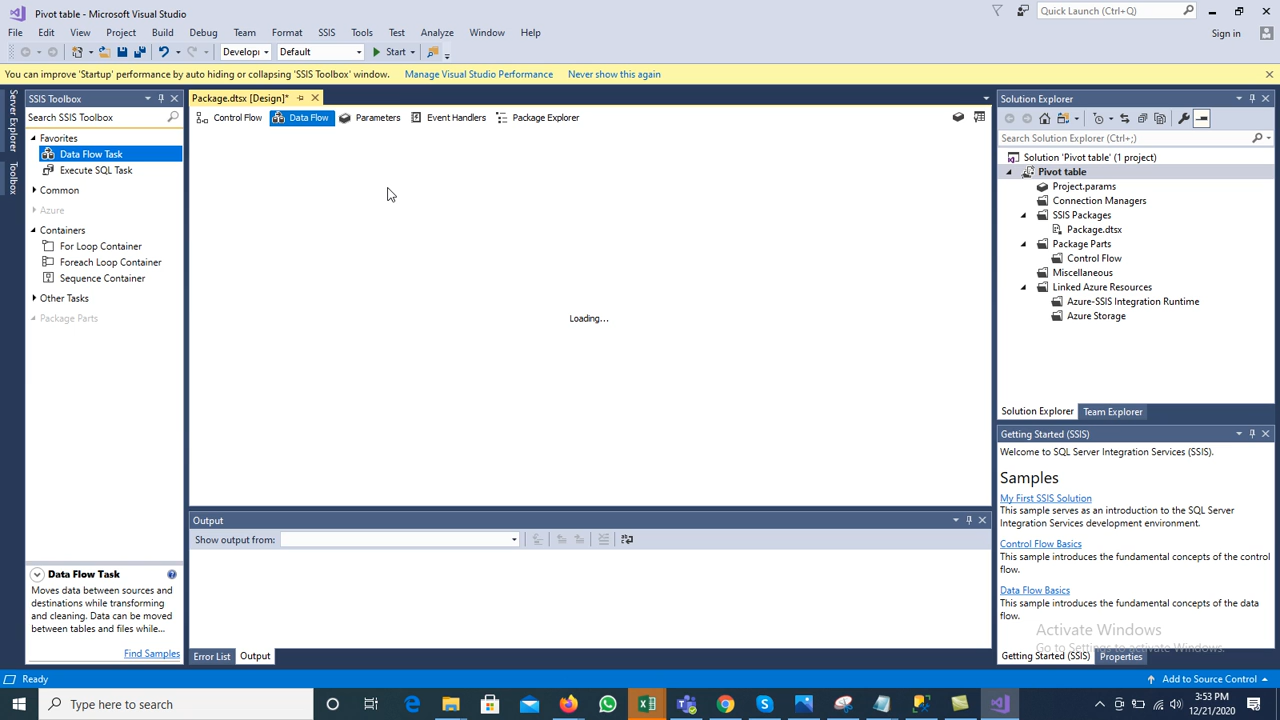 Pivot table - Microsoft Visual Studio
Quick Launch (Ctrl+Q)
File Edit View Project Build Debug Team Format SSIS Tools Test Analyze Window Help
Sign in
Develop Default Start
You can improve 'Startup' performance by auto hiding or collapsing 'SSIS Toolbox' window. Manage Visual Studio Performance Never show this again
Server Explorer
Toolbox
SSIS Toolbox
Search SSIS Toolbox
Favorites
Data Flow Task
Execute SQL Task
Common
Azure
Containers
For Loop Container
Foreach Loop Container
Sequence Container
Other Tasks
Package Parts
Data Flow Task
Moves data between sources and
destinations while transforming
and cleaning. Data can be moved
between tables and files while...
Find Samples
Package.dtsx [Design]*
Control Flow Data Flow Parameters Event Handlers Package Explorer
Loading...
Output
Show output from:
Error List Output
Solution Explorer
Search Solution Explorer (Ctrl+;)
Solution 'Pivot table' (1 project)
Pivot table
Project.params
Connection Managers
SSIS Packages
Package.dtsx
Package Parts
Control Flow
Miscellaneous
Linked Azure Resources
Azure-SSIS Integration Runtime
Azure Storage
Solution Explorer Team Explorer
Getting Started (SSIS)
Welcome to SQL Server Integration Services (SSIS).
Samples
My First SSIS Solution
This sample serves as an introduction to the SQL Server
Integration Services development environment.
Control Flow Basics
This sample introduces the fundamental concepts of the control
flow.
Data Flow Basics
This sample introduces the fundamental concepts of the data
flow.
Activate Windows
Go to Settings to activate Windows.
Getting Started (SSIS) Properties
Ready
Add to Source Control
Type here to search
3:53 PM
12/21/2020